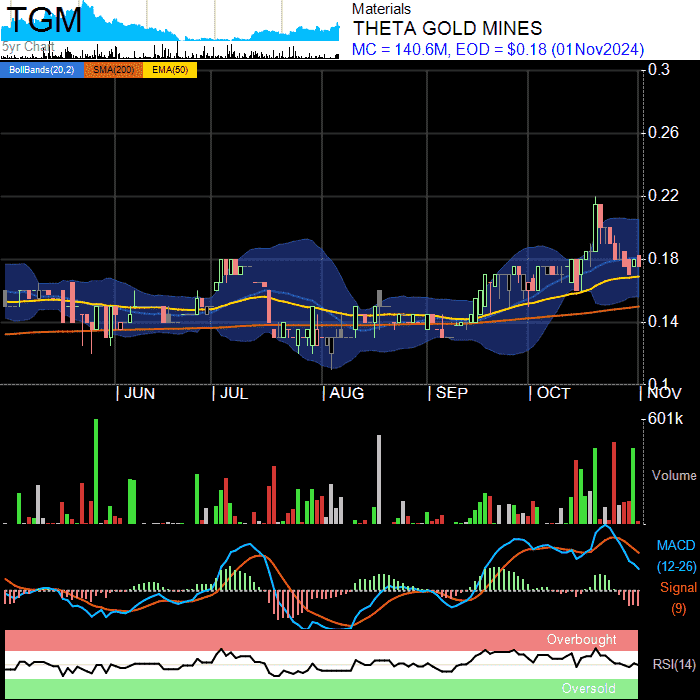 TGM
5yr Chart
Materials
THETA GOLD MINES
MC = 140.6M, EOD = $0.18 (01Nov2024)
BollBands(20,2) SMA(200) EMA(50)
0.3
0.26
0.22
0.18
0.14
0.1
| JUN | JUL | AUG | SEP | OCT | NOV
601k
Volume
MACD
(12-26)
Signal
(9)
Overbought
RSI(14)
Oversold